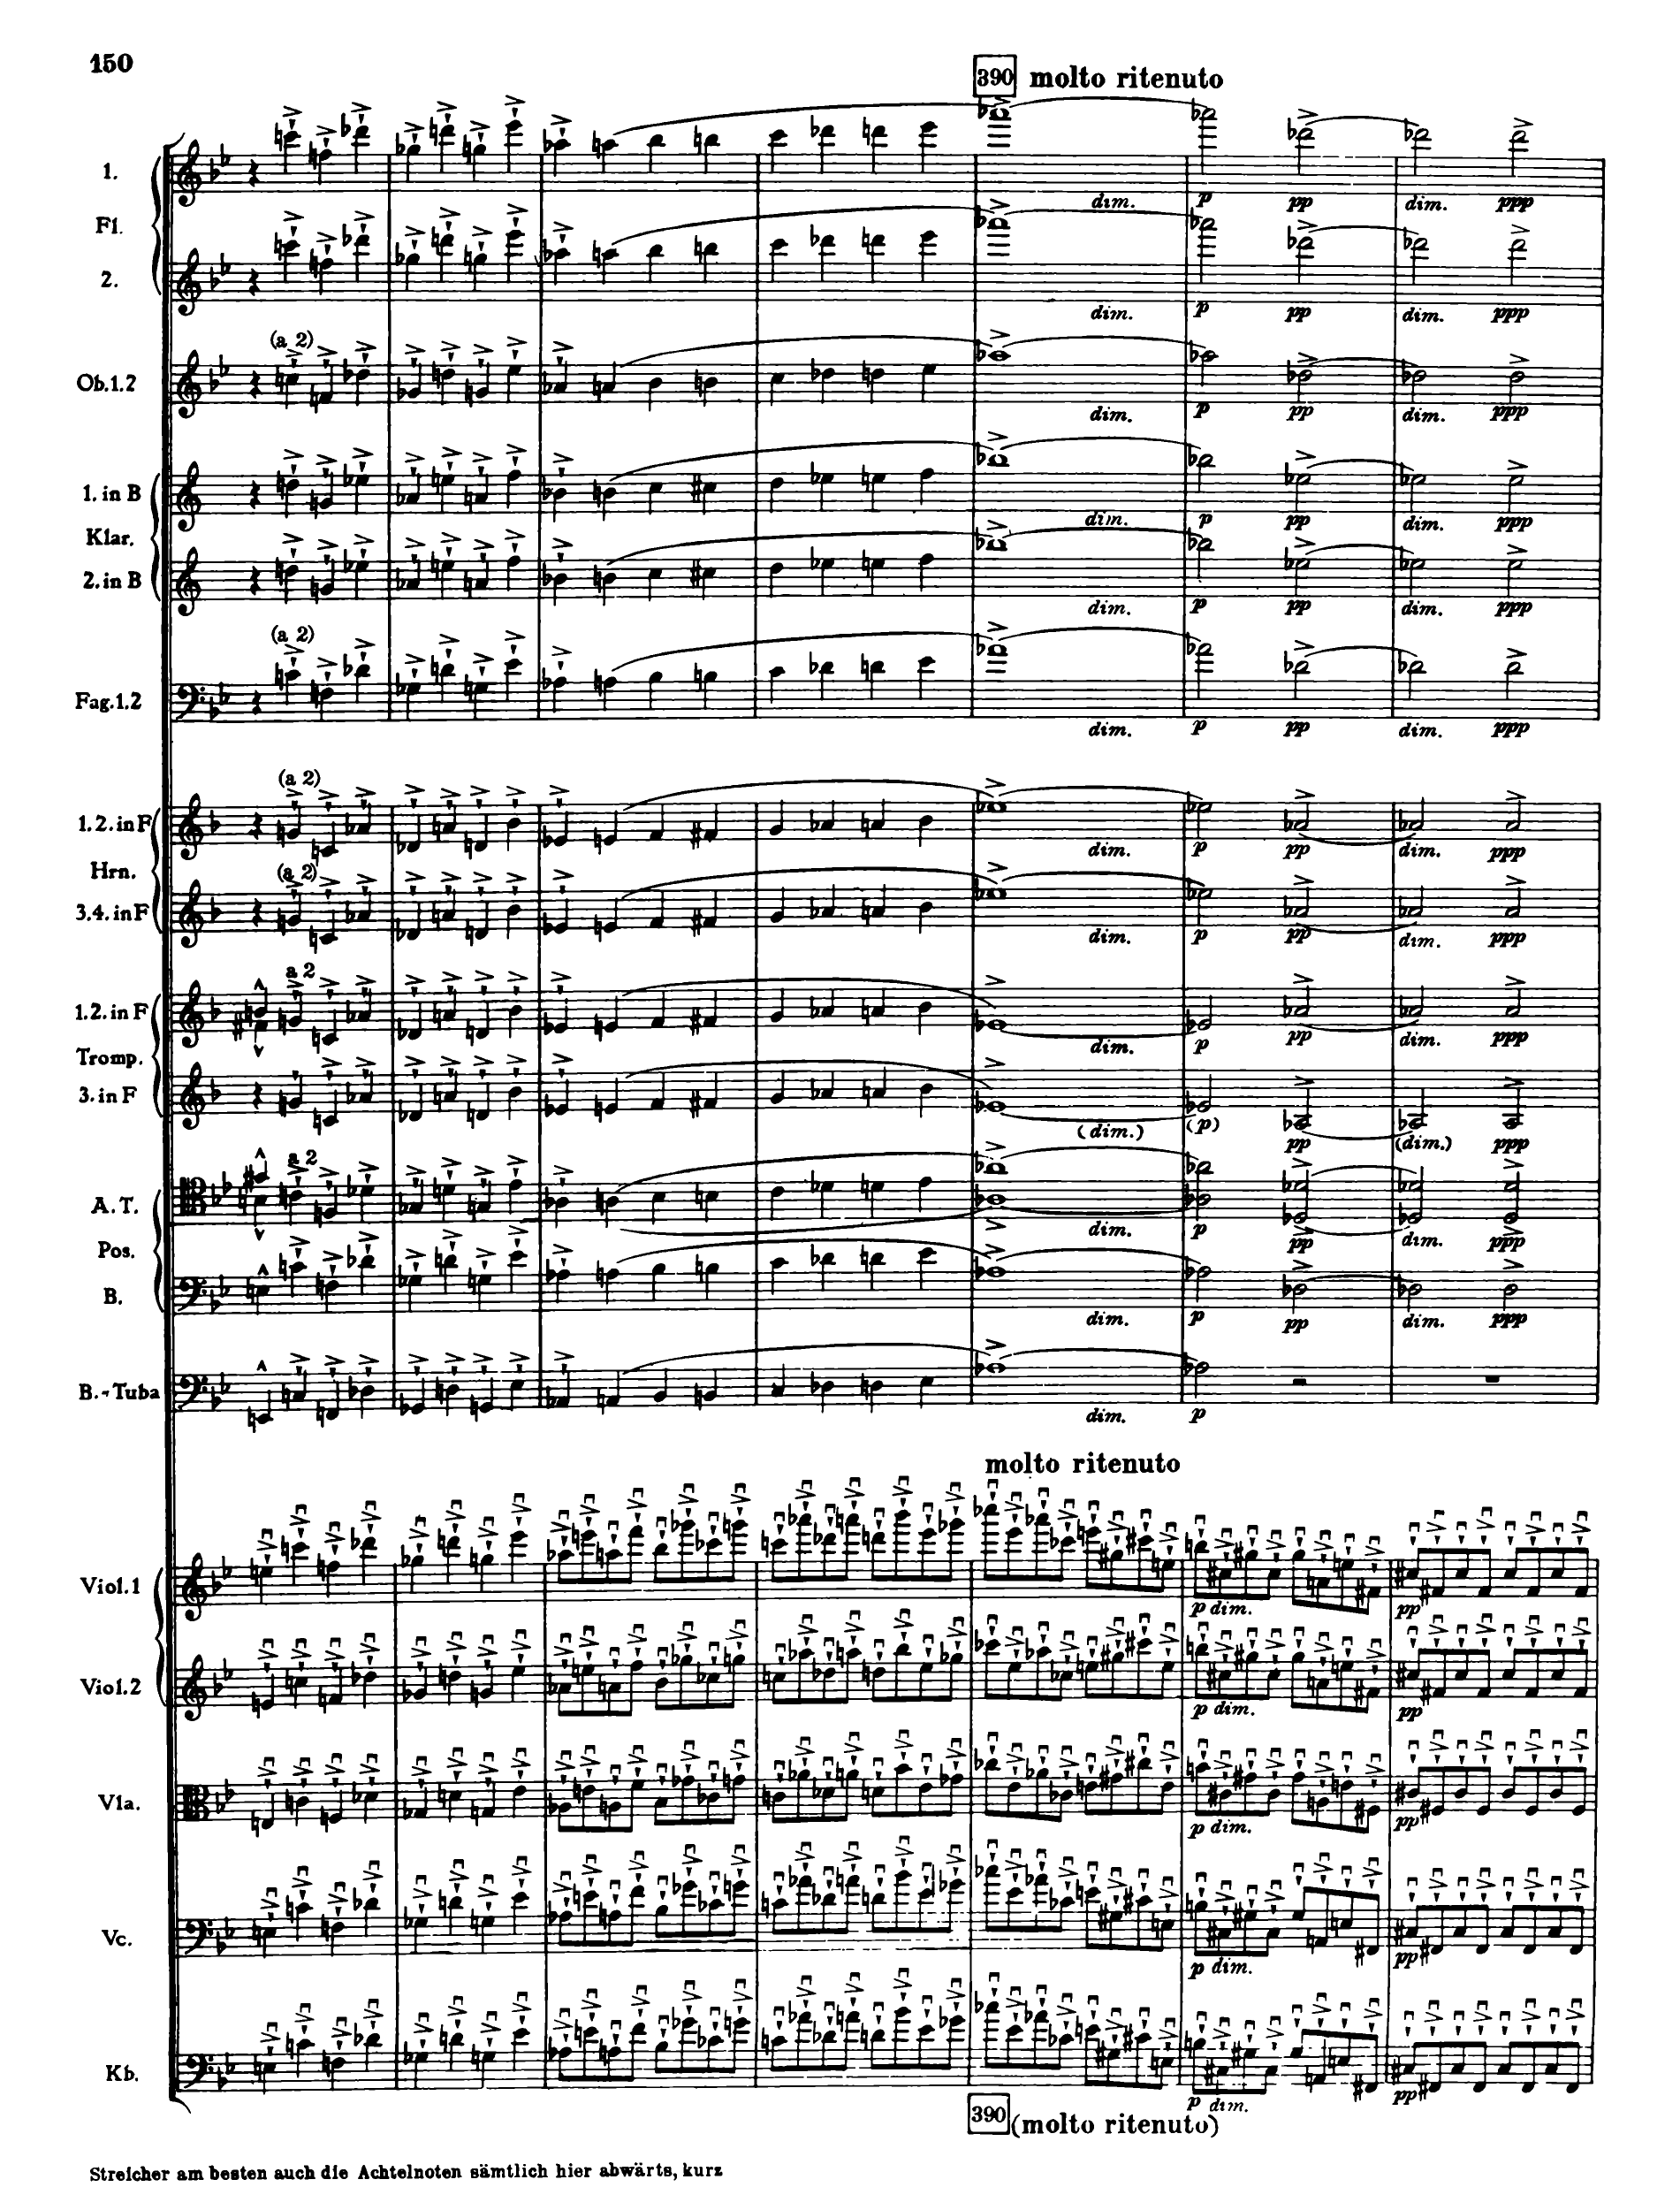 150
390 molto ritenuto
1.
dim. p pp dim. ppp
Fl.
2.
dim. p pp dim. ppp
(a 2)
Ob.1.2
dim. p pp dim. ppp
1. in B
dim. p pp dim. ppp
Klar.
2. in B
dim. p pp dim. ppp
(a 2)
Fag.1.2
dim. p pp dim. ppp
(a 2)
1.2. in F
dim. p pp dim. ppp
Hrn.
(a 2)
3.4. in F
dim. p pp dim. ppp
a 2
1.2. in F
dim. p pp dim. ppp
Tromp.
3. in F
(dim.) (p) pp (dim.) ppp
a 2
A. T.
dim. p pp dim. ppp
Pos.
B.
dim. p pp dim. ppp
B.-Tuba
dim. p
molto ritenuto
Viol.1
p dim. pp
Viol.2
p dim. pp
Vla.
p dim. pp
Vc.
p dim. pp
Kb.
p dim. pp
390 (molto ritenuto)
Streicher am besten auch die Achtelnoten sämtlich hier abwärts, kurz